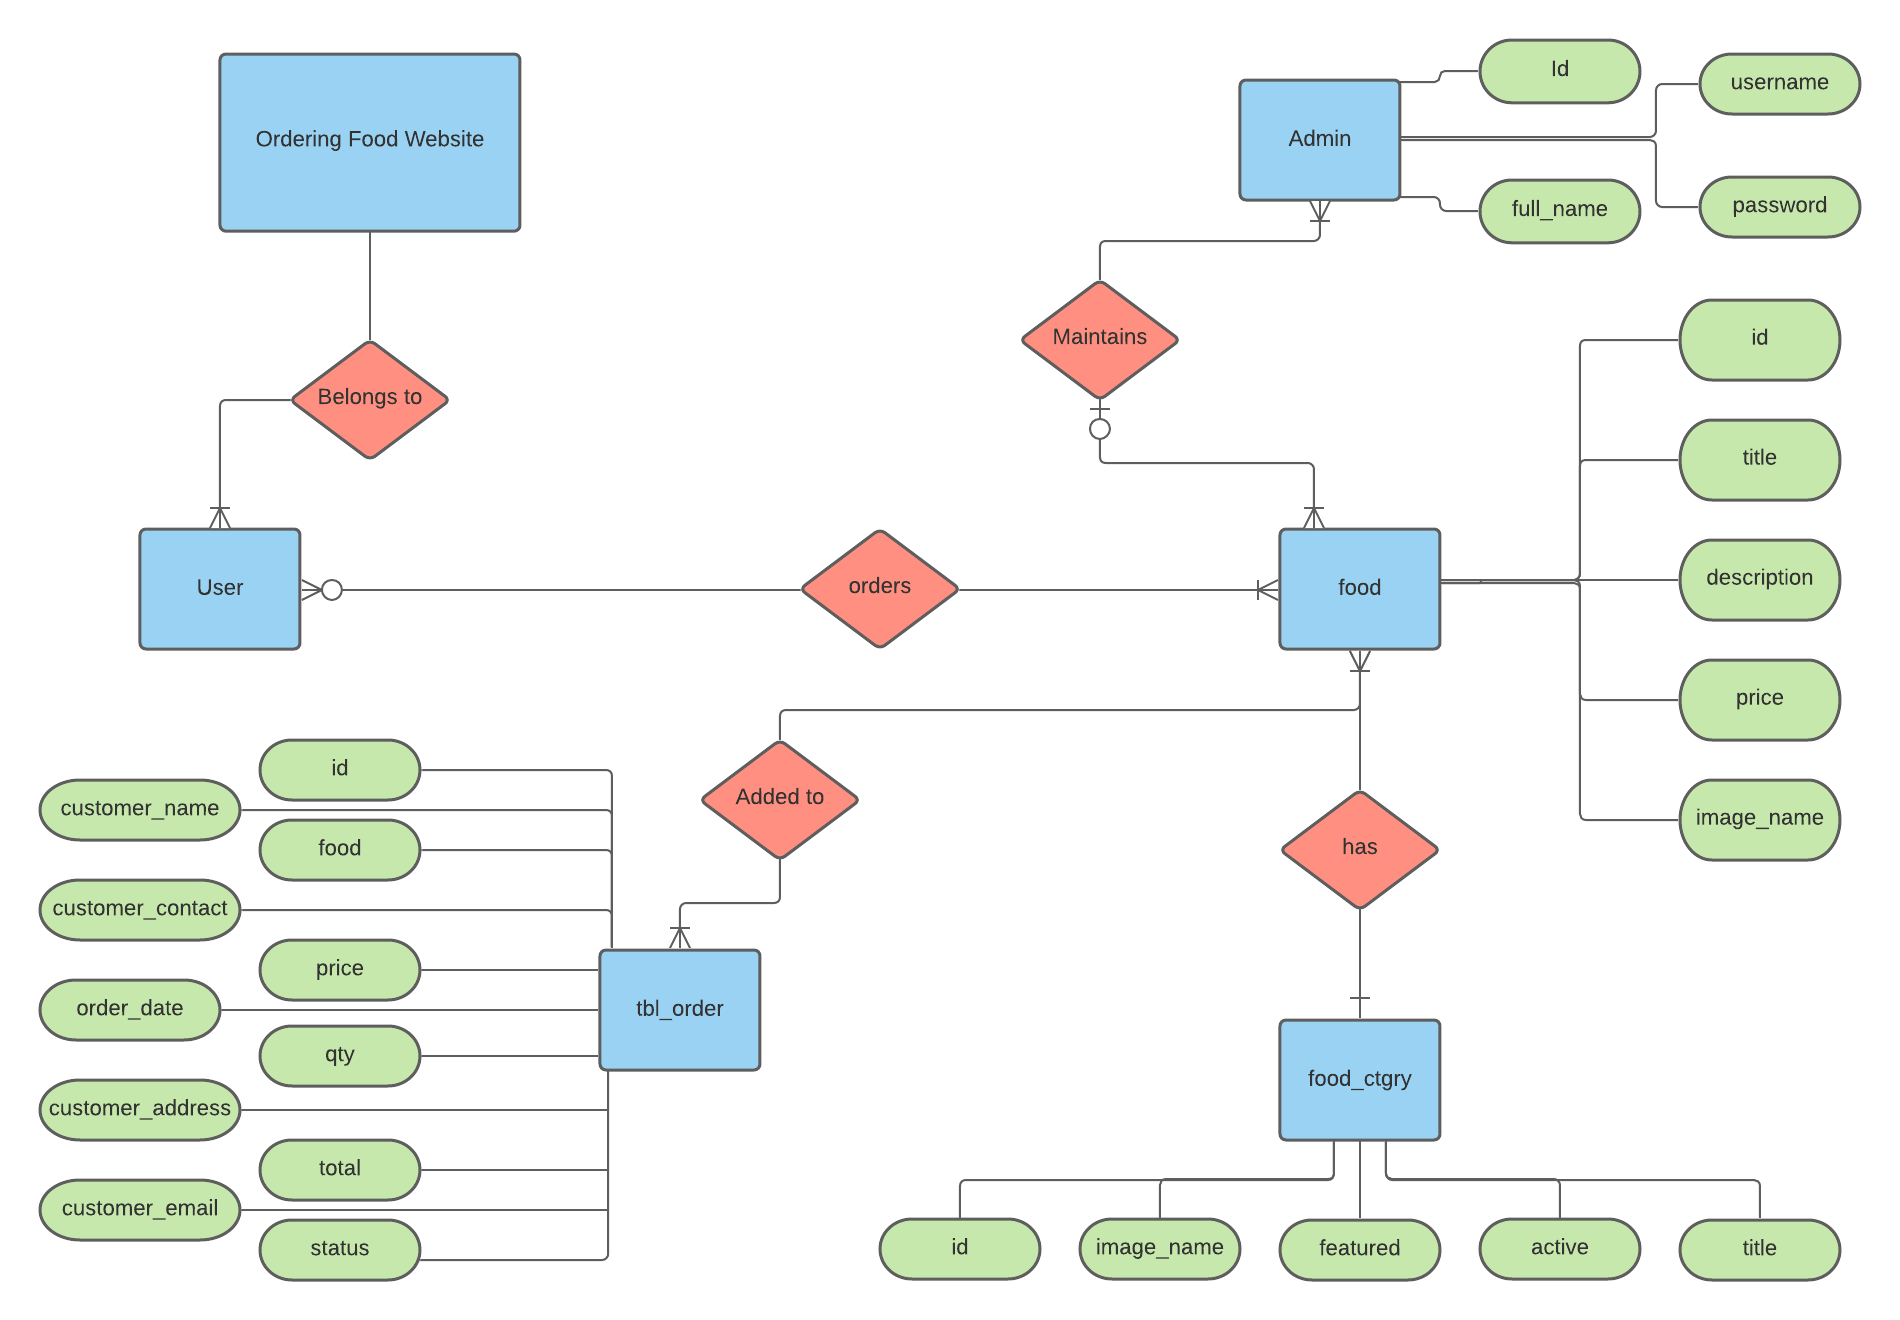 Id
username
Ordering Food Website
Admin
password
full_name
Maintains
id
Belongs to
title
description
User
orders
food
price
id
customer_name
Added to
image_name
food
has
customer_contact
price
order_date
tbl_order
qty
food_ctgry
customer_address
total
customer_email
status
id
image_name
featured
active
title